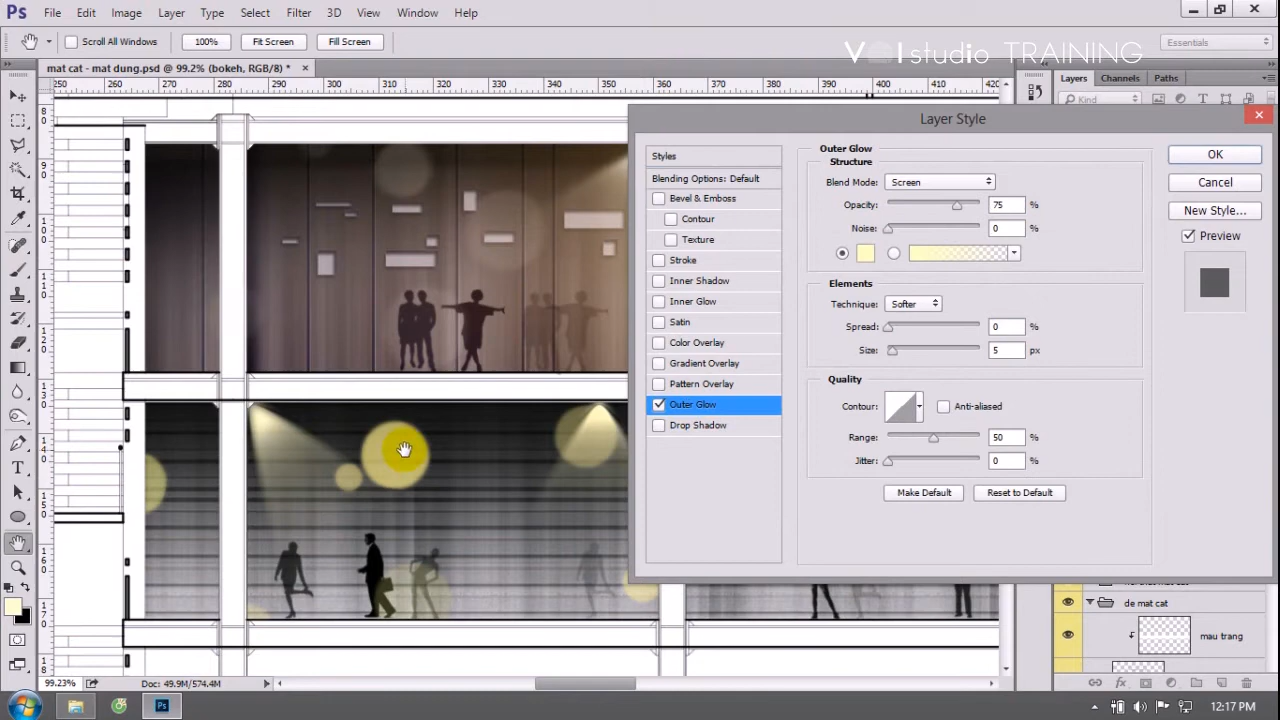 Ps File Edit Image Layer Type Select Filter 3D View Window Help
Scroll All Windows 100% Fit Screen Fill Screen Essentials
VOI studio TRAINING
mat cat - mat dung.psd @ 99.2% (bokeh, RGB/8) * ×
Layers Channels Paths
250 260 270 280 290 300 310 320 330 340 350 360 370 380 390 400 410 420
Kind
Layer Style
Styles
Blending Options: Default
Bevel & Emboss
Contour
Texture
Stroke
Inner Shadow
Inner Glow
Satin
Color Overlay
Gradient Overlay
Pattern Overlay
Outer Glow
Drop Shadow
Outer Glow
Structure
Blend Mode: Screen
Opacity: 75 %
Noise: 0 %
Elements
Technique: Softer
Spread: 0 %
Size: 5 px
Quality
Contour: Anti-aliased
Range: 50 %
Jitter: 0 %
Make Default Reset to Default
OK
Cancel
New Style...
Preview
de mat cat
mau trang
99.23% Doc: 49.9M/574.4M
12:17 PM